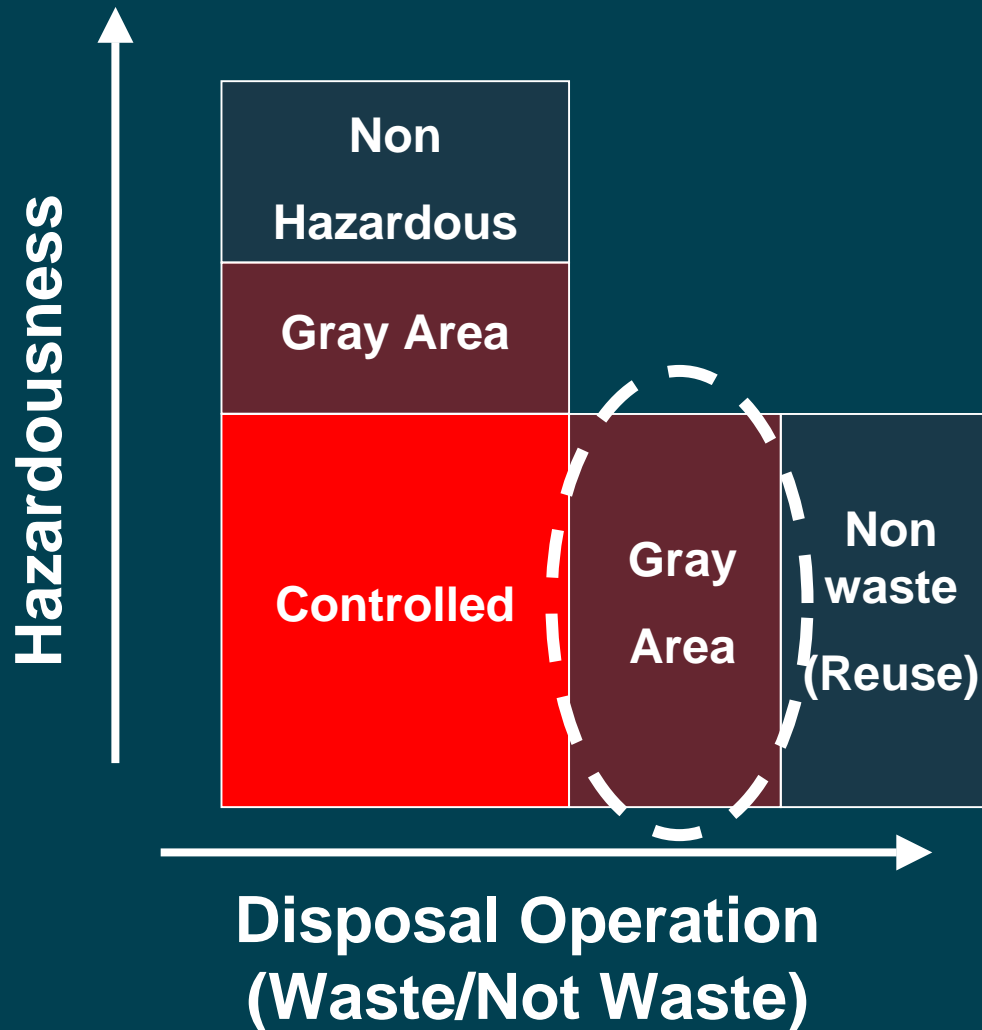 Hazardousness
Non
Hazardous
Gray Area
Controlled
Gray
Area
Non
waste
(Reuse)
Disposal Operation
(Waste/Not Waste)